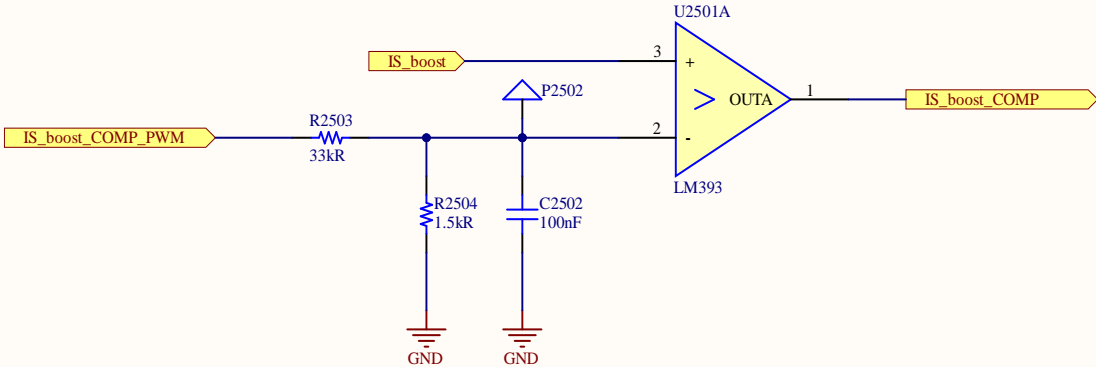 U2501A
IS_boost
3
+
P2502
OUTA
1
IS_boost_COMP
IS_boost_COMP_PWM
R2503
33kR
2
-
LM393
R2504
1.5kR
C2502
100nF
GND
GND